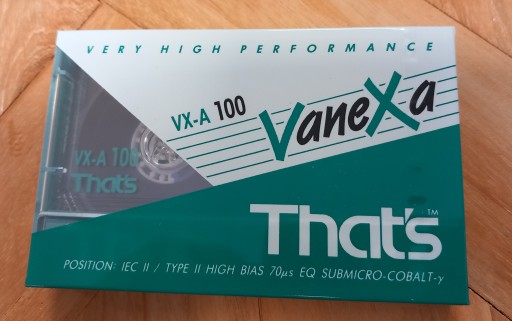 VERY HIGH PERFORMANCE
VX-A 100 VaneXa
VX-A 100
That's
That's™
POSITION: IEC II / TYPE II HIGH BIAS 70µs EQ SUBMICRO-COBALT-γ